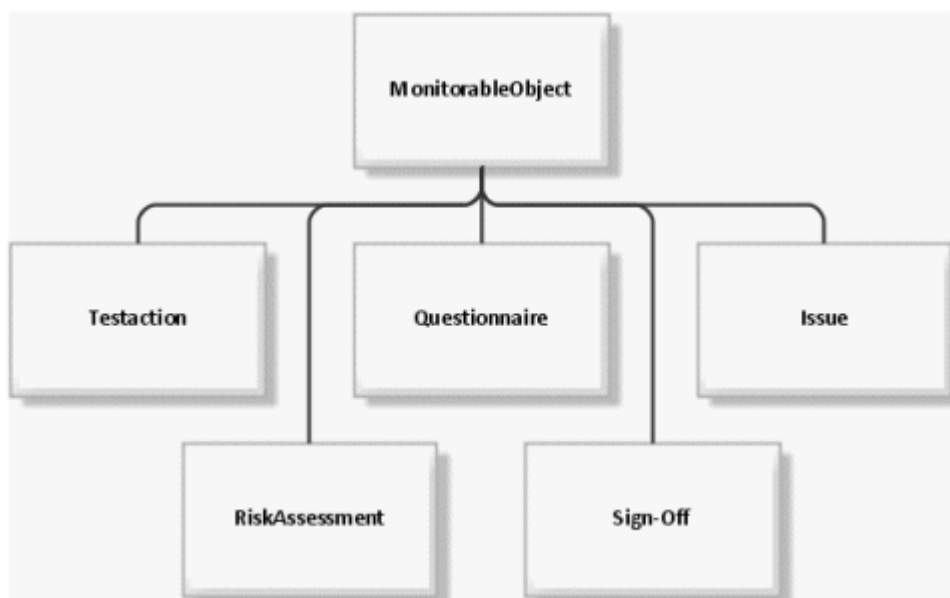 MonitorableObject
Testaction
Questionnaire
Issue
RiskAssessment
Sign-Off